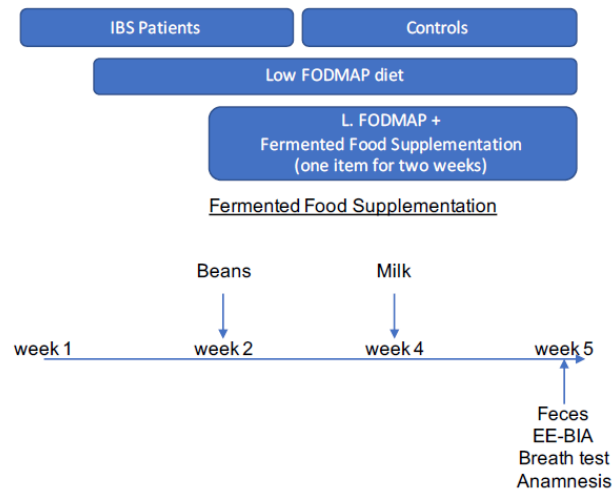 IBS Patients
Controls
Low FODMAP diet
L. FODMAP +
Fermented Food Supplementation
(one item for two weeks)
Fermented Food Supplementation
Beans
Milk
week 1
week 2
week 4
week 5
Feces
EE-BIA
Breath test
Anamnesis